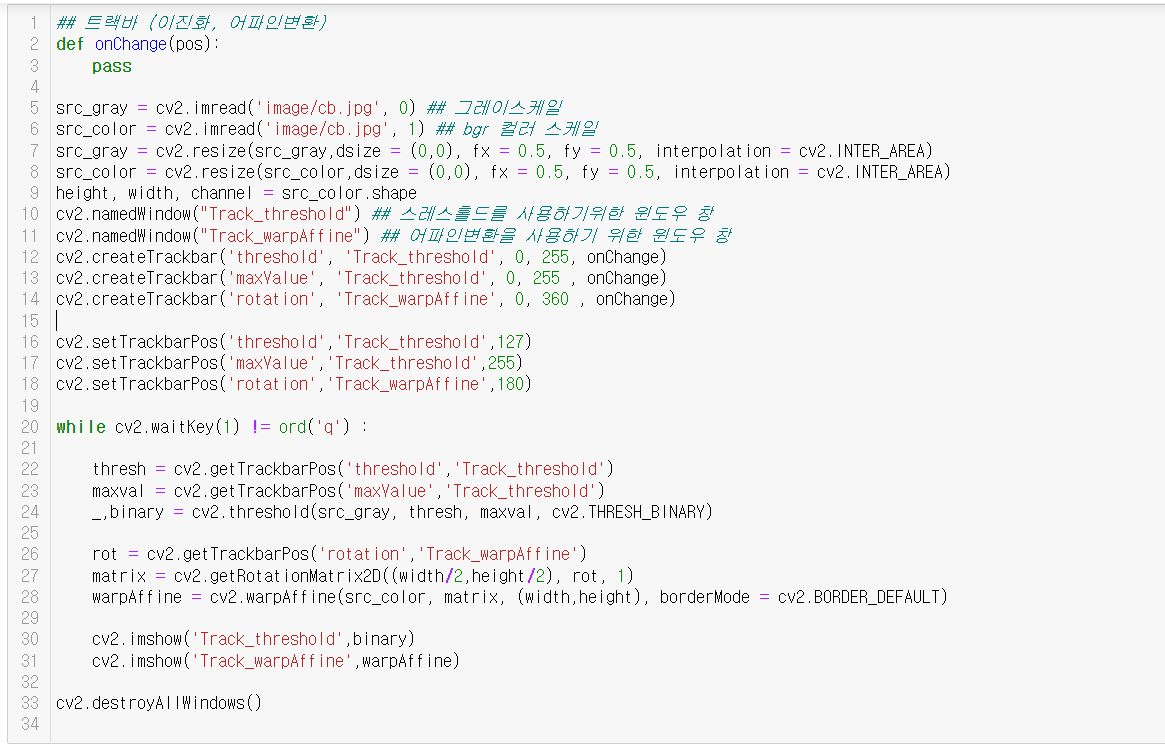 1 ## 트랙바 (이진화, 어파인변환)
2 def onChange(pos):
3     pass
4
5 src_gray = cv2.imread('image/cb.jpg', 0) ## 그레이스케일
6 src_color = cv2.imread('image/cb.jpg', 1) ## bgr 컬러 스케일
7 src_gray = cv2.resize(src_gray,dsize = (0,0), fx = 0.5, fy = 0.5, interpolation = cv2.INTER_AREA)
8 src_color = cv2.resize(src_color,dsize = (0,0), fx = 0.5, fy = 0.5, interpolation = cv2.INTER_AREA)
9 height, width, channel = src_color.shape
10 cv2.namedWindow("Track_threshold") ## 스레스홀드를 사용하기위한 윈도우 창
11 cv2.namedWindow("Track_warpAffine") ## 어파인변환을 사용하기 위한 윈도우 창
12 cv2.createTrackbar('threshold', 'Track_threshold', 0, 255, onChange)
13 cv2.createTrackbar('maxValue', 'Track_threshold', 0, 255 , onChange)
14 cv2.createTrackbar('rotation', 'Track_warpAffine', 0, 360 , onChange)
15
16 cv2.setTrackbarPos('threshold','Track_threshold',127)
17 cv2.setTrackbarPos('maxValue','Track_threshold',255)
18 cv2.setTrackbarPos('rotation','Track_warpAffine',180)
19
20 while cv2.waitKey(1) != ord('q') :
21
22     thresh = cv2.getTrackbarPos('threshold','Track_threshold')
23     maxval = cv2.getTrackbarPos('maxValue','Track_threshold')
24     _,binary = cv2.threshold(src_gray, thresh, maxval, cv2.THRESH_BINARY)
25
26     rot = cv2.getTrackbarPos('rotation','Track_warpAffine')
27     matrix = cv2.getRotationMatrix2D((width/2,height/2), rot, 1)
28     warpAffine = cv2.warpAffine(src_color, matrix, (width,height), borderMode = cv2.BORDER_DEFAULT)
29
30     cv2.imshow('Track_threshold',binary)
31     cv2.imshow('Track_warpAffine',warpAffine)
32
33 cv2.destroyAllWindows()
34